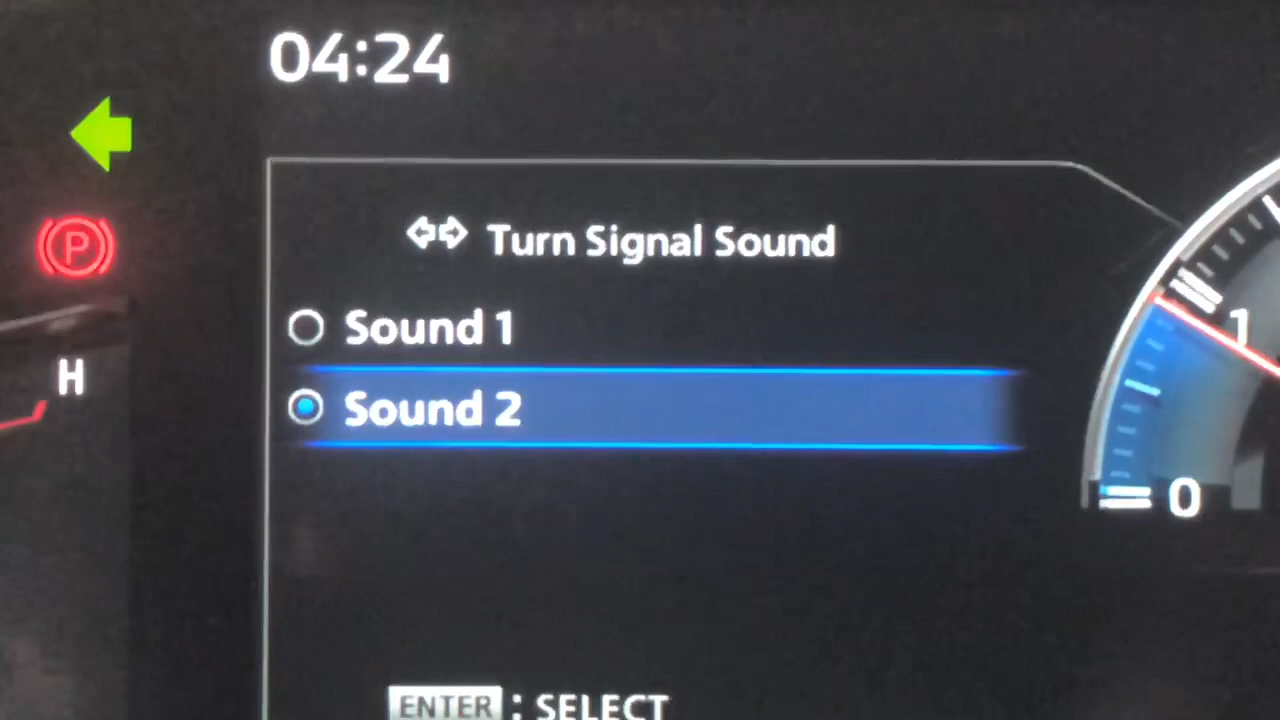 04:24
P
Turn Signal Sound
Sound 1
Sound 2
H
1
0
ENTER : SELECT